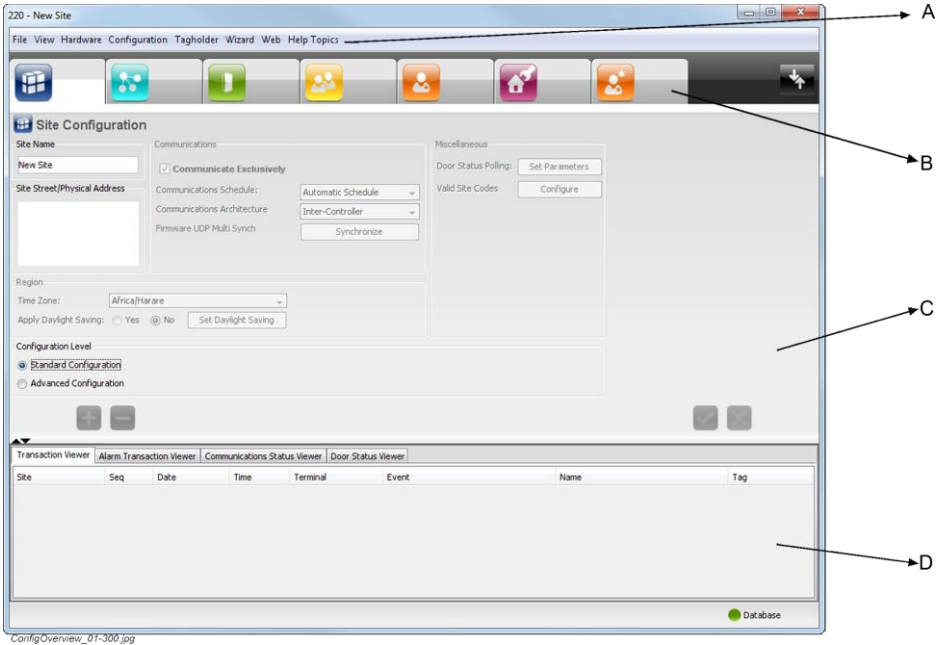 220 - New Site
A
File View Hardware Configuration Tagholder Wizard Web Help Topics
B
Site Configuration
Site Name
Communications
Miscellaneous
New Site
Communicate Exclusively
Door Status Polling: Set Parameters
Site Street/Physical Address
Communications Schedule: Automatic Schedule
Valid Site Codes Configure
Communications Architecture Inter-Controller
Firmware UDP Multi Synch Synchronize
Region
Time Zone: Africa/Harare
C
Apply Daylight Saving: Yes No Set Daylight Saving
Configuration Level
Standard Configuration
Advanced Configuration
Transaction Viewer Alarm Transaction Viewer Communications Status Viewer Door Status Viewer
Site Seq Date Time Terminal Event Name Tag
D
Database
ConfigOverview_01-300.jpg